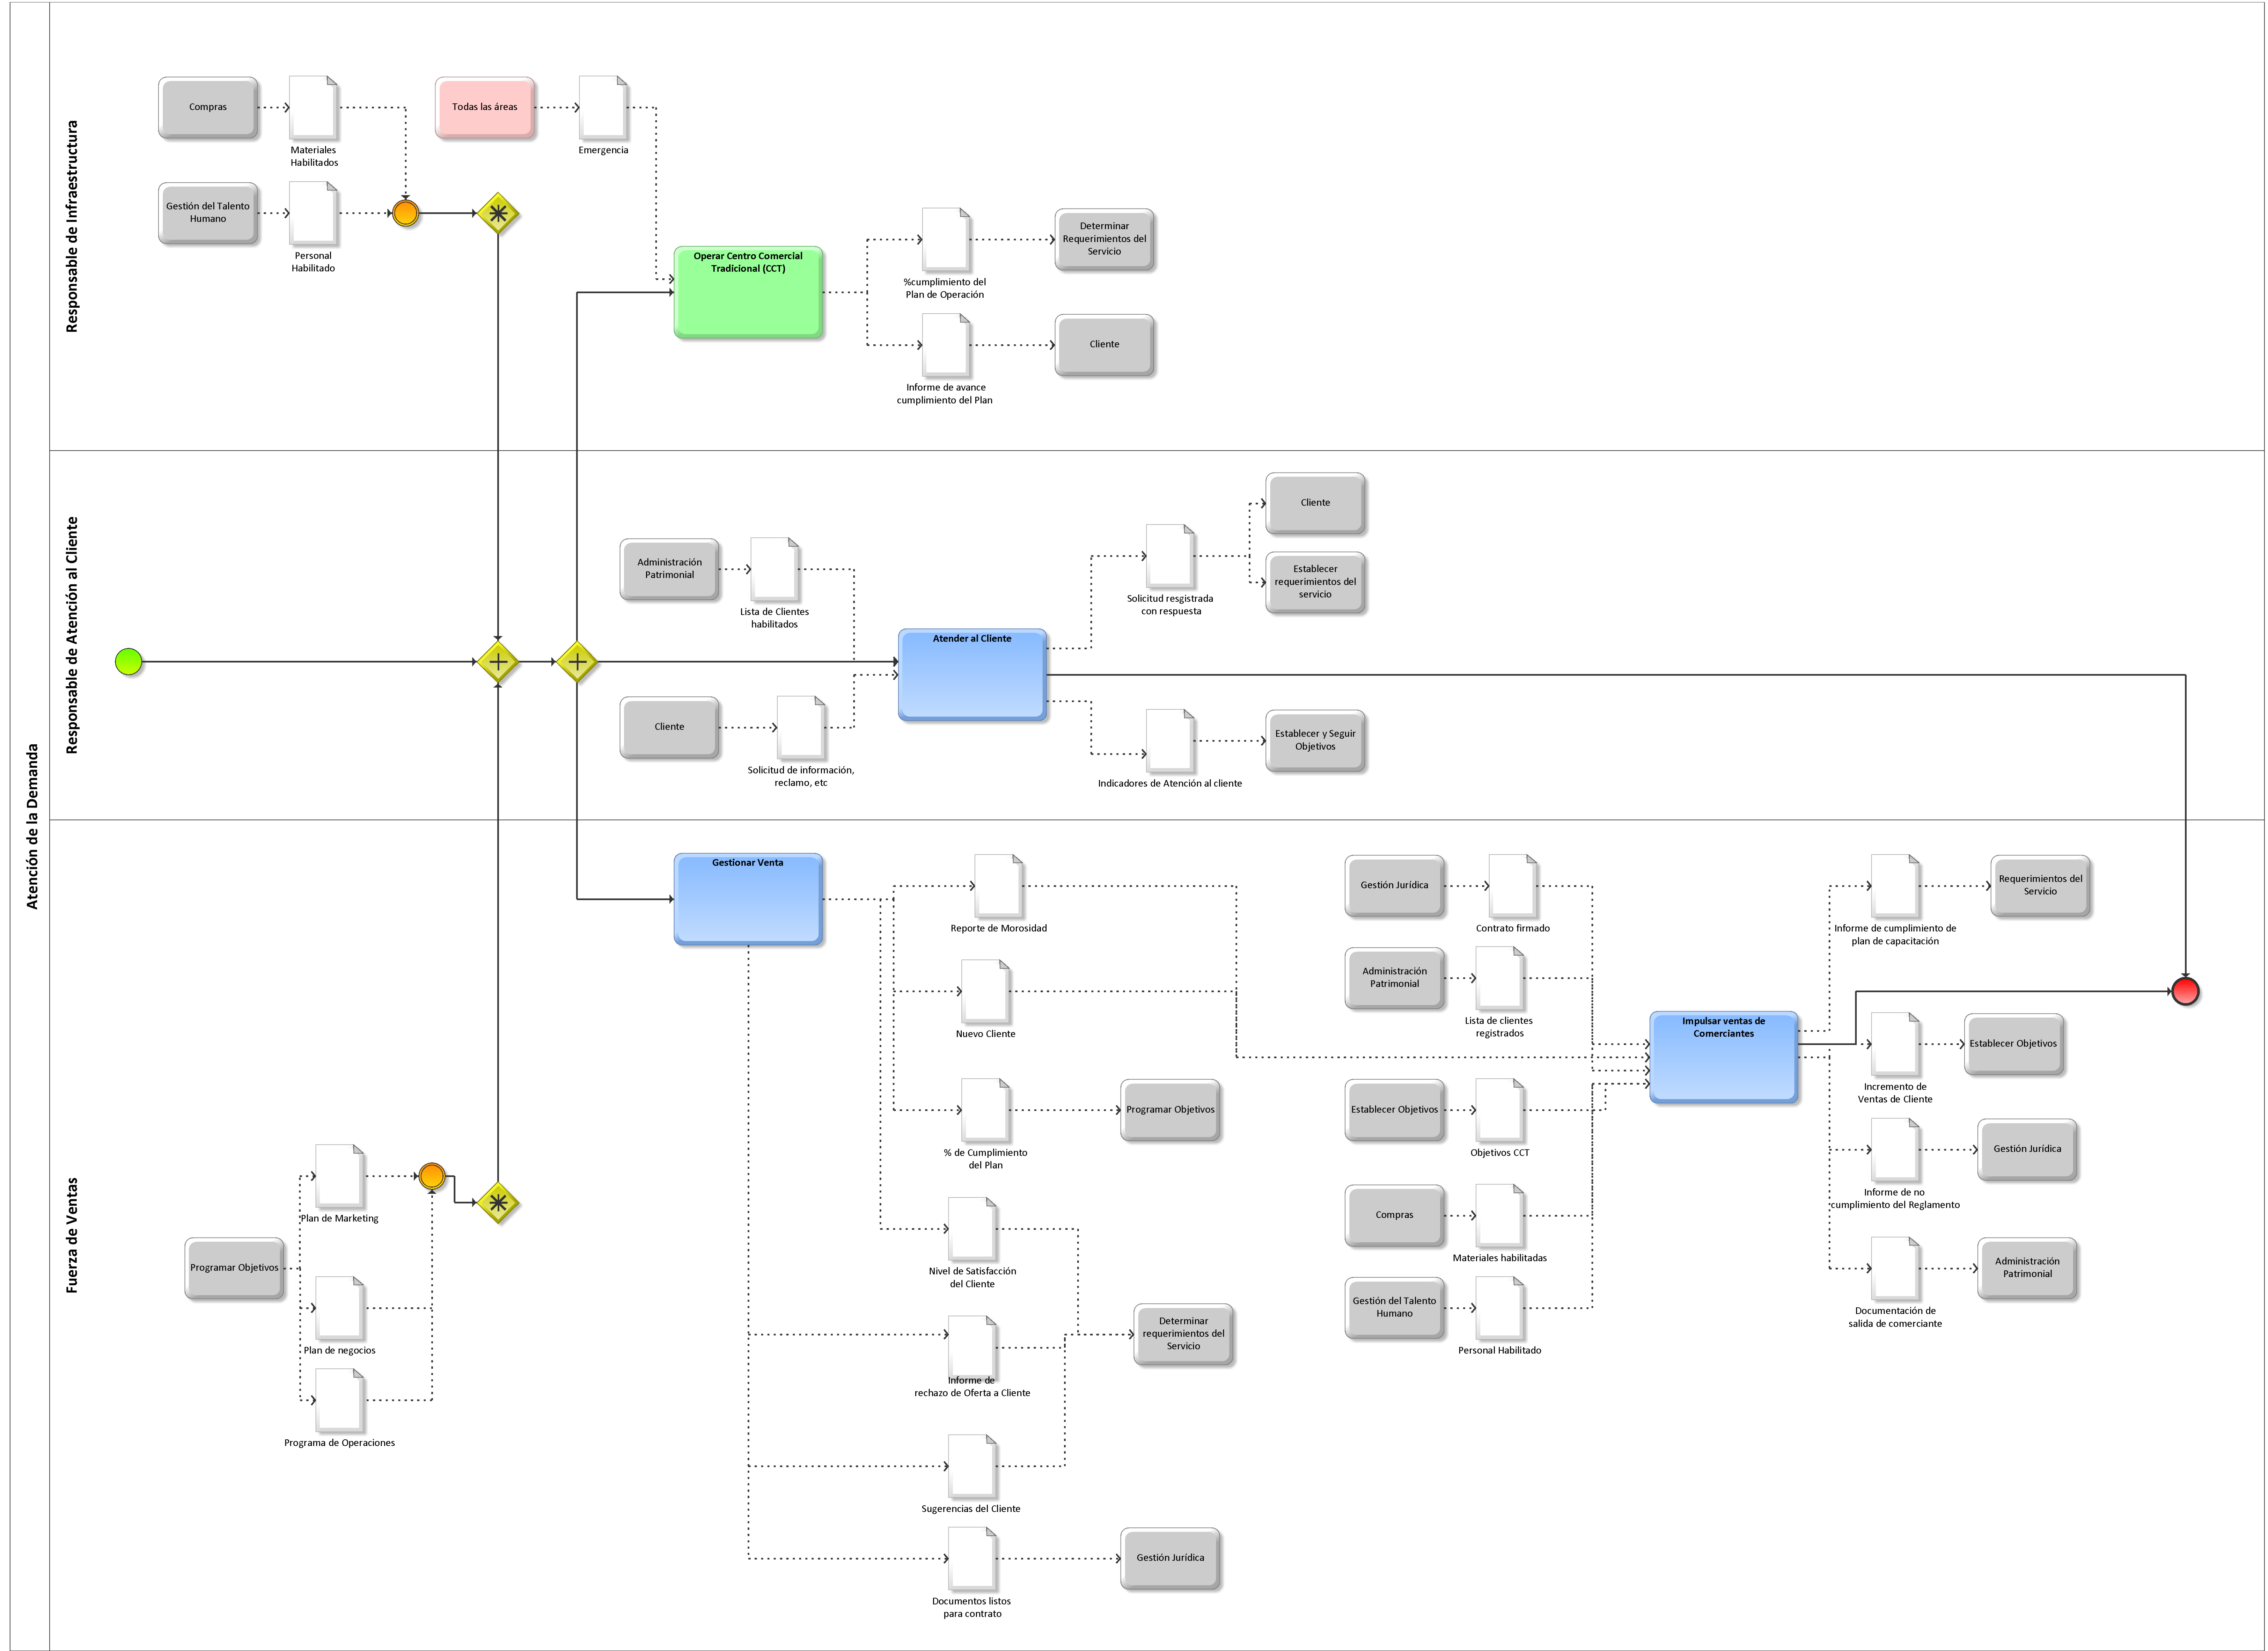 Atención de la Demanda
Responsable de Infraestructura
Compras
Materiales
Habilitados
Todas las áreas
Emergencia
Gestión del Talento
Humano
Personal
Habilitado
Operar Centro Comercial
Tradicional (CCT)
%cumplimiento del
Plan de Operación
Determinar
Requerimientos del
Servicio
Informe de avance
cumplimiento del Plan
Cliente
Responsable de Atención al Cliente
Administración
Patrimonial
Lista de Clientes
habilitados
Cliente
Solicitud de información,
reclamo, etc
Atender al Cliente
Solicitud resgistrada
con respuesta
Cliente
Establecer
requerimientos del
servicio
Indicadores de Atención al cliente
Establecer y Seguir
Objetivos
Fuerza de Ventas
Programar Objetivos
Plan de Marketing
Plan de negocios
Programa de Operaciones
Gestionar Venta
Reporte de Morosidad
Nuevo Cliente
% de Cumplimiento
del Plan
Programar Objetivos
Nivel de Satisfacción
del Cliente
Informe de
rechazo de Oferta a Cliente
Determinar
requerimientos del
Servicio
Sugerencias del Cliente
Documentos listos
para contrato
Gestión Jurídica
Gestión Jurídica
Contrato firmado
Administración
Patrimonial
Lista de clientes
registrados
Establecer Objetivos
Objetivos CCT
Compras
Materiales habilitadas
Gestión del Talento
Humano
Personal Habilitado
Impulsar ventas de
Comerciantes
Informe de cumplimiento de
plan de capacitación
Requerimientos del
Servicio
Incremento de
Ventas de Cliente
Establecer Objetivos
Informe de no
cumplimiento del Reglamento
Gestión Jurídica
Documentación de
salida de comerciante
Administración
Patrimonial